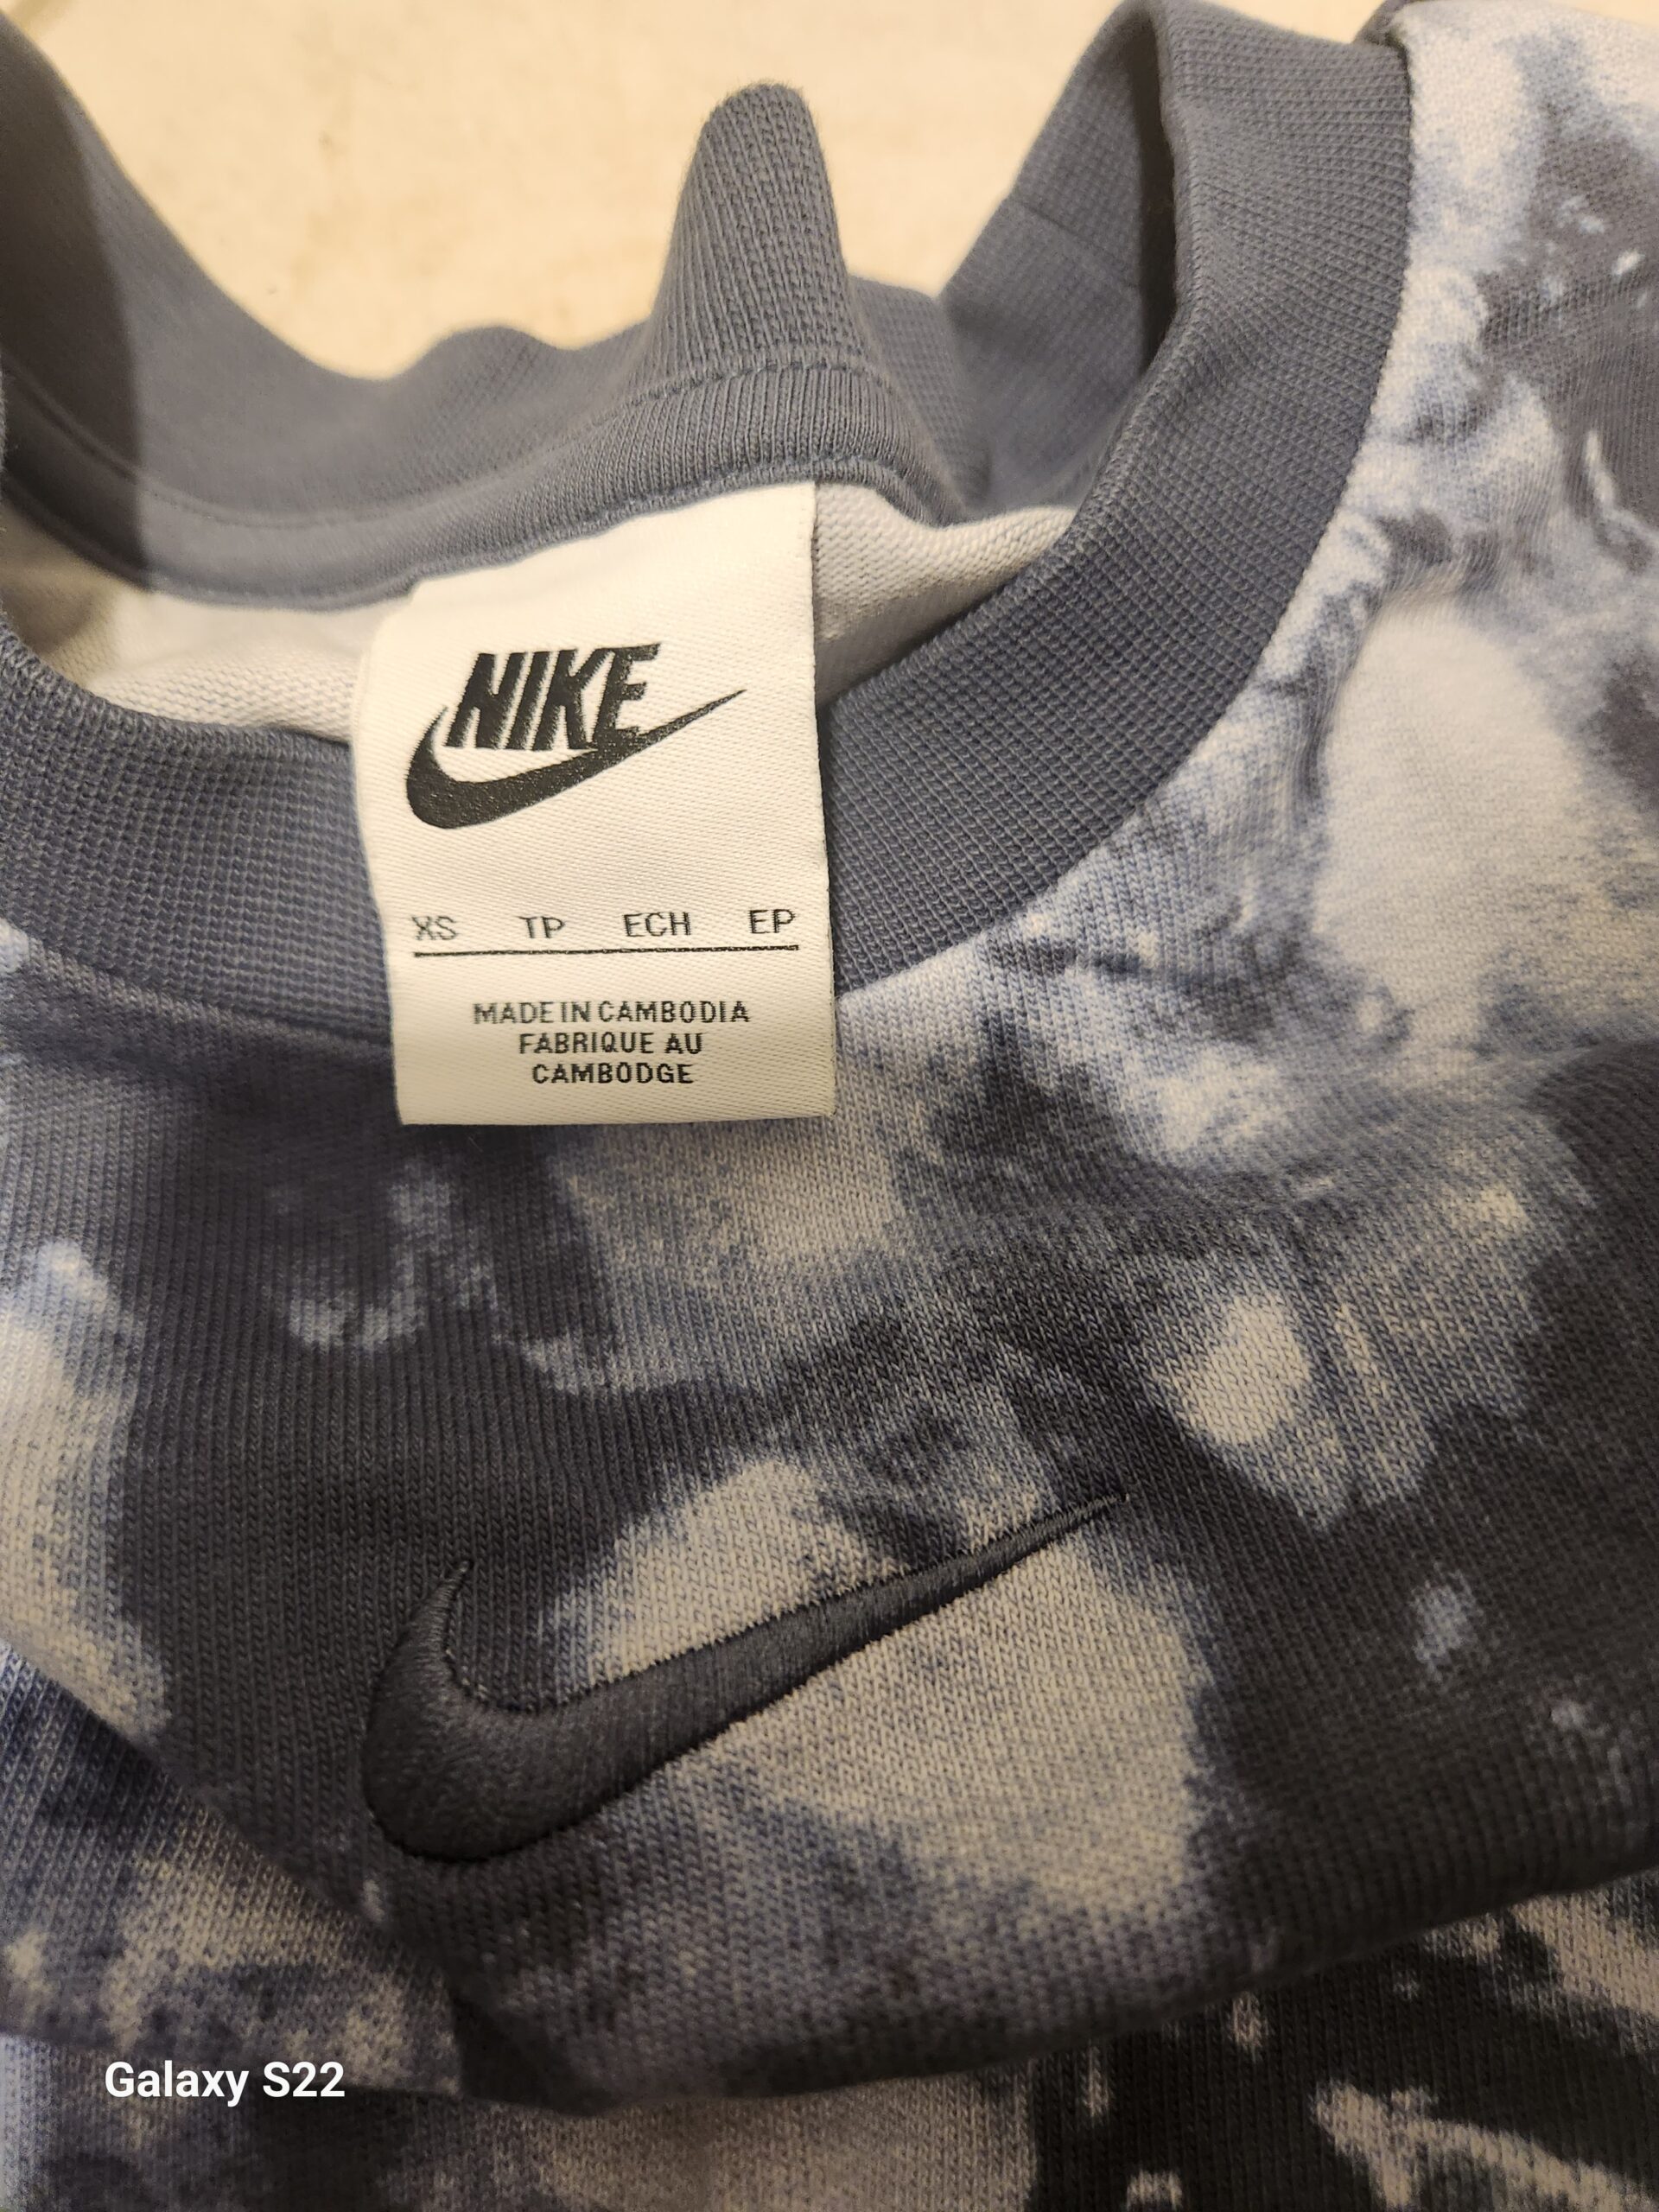 NIKE
XS TP ECH EP
MADE IN CAMBODIA
FABRIQUE AU
CAMBODGE
Galaxy S22